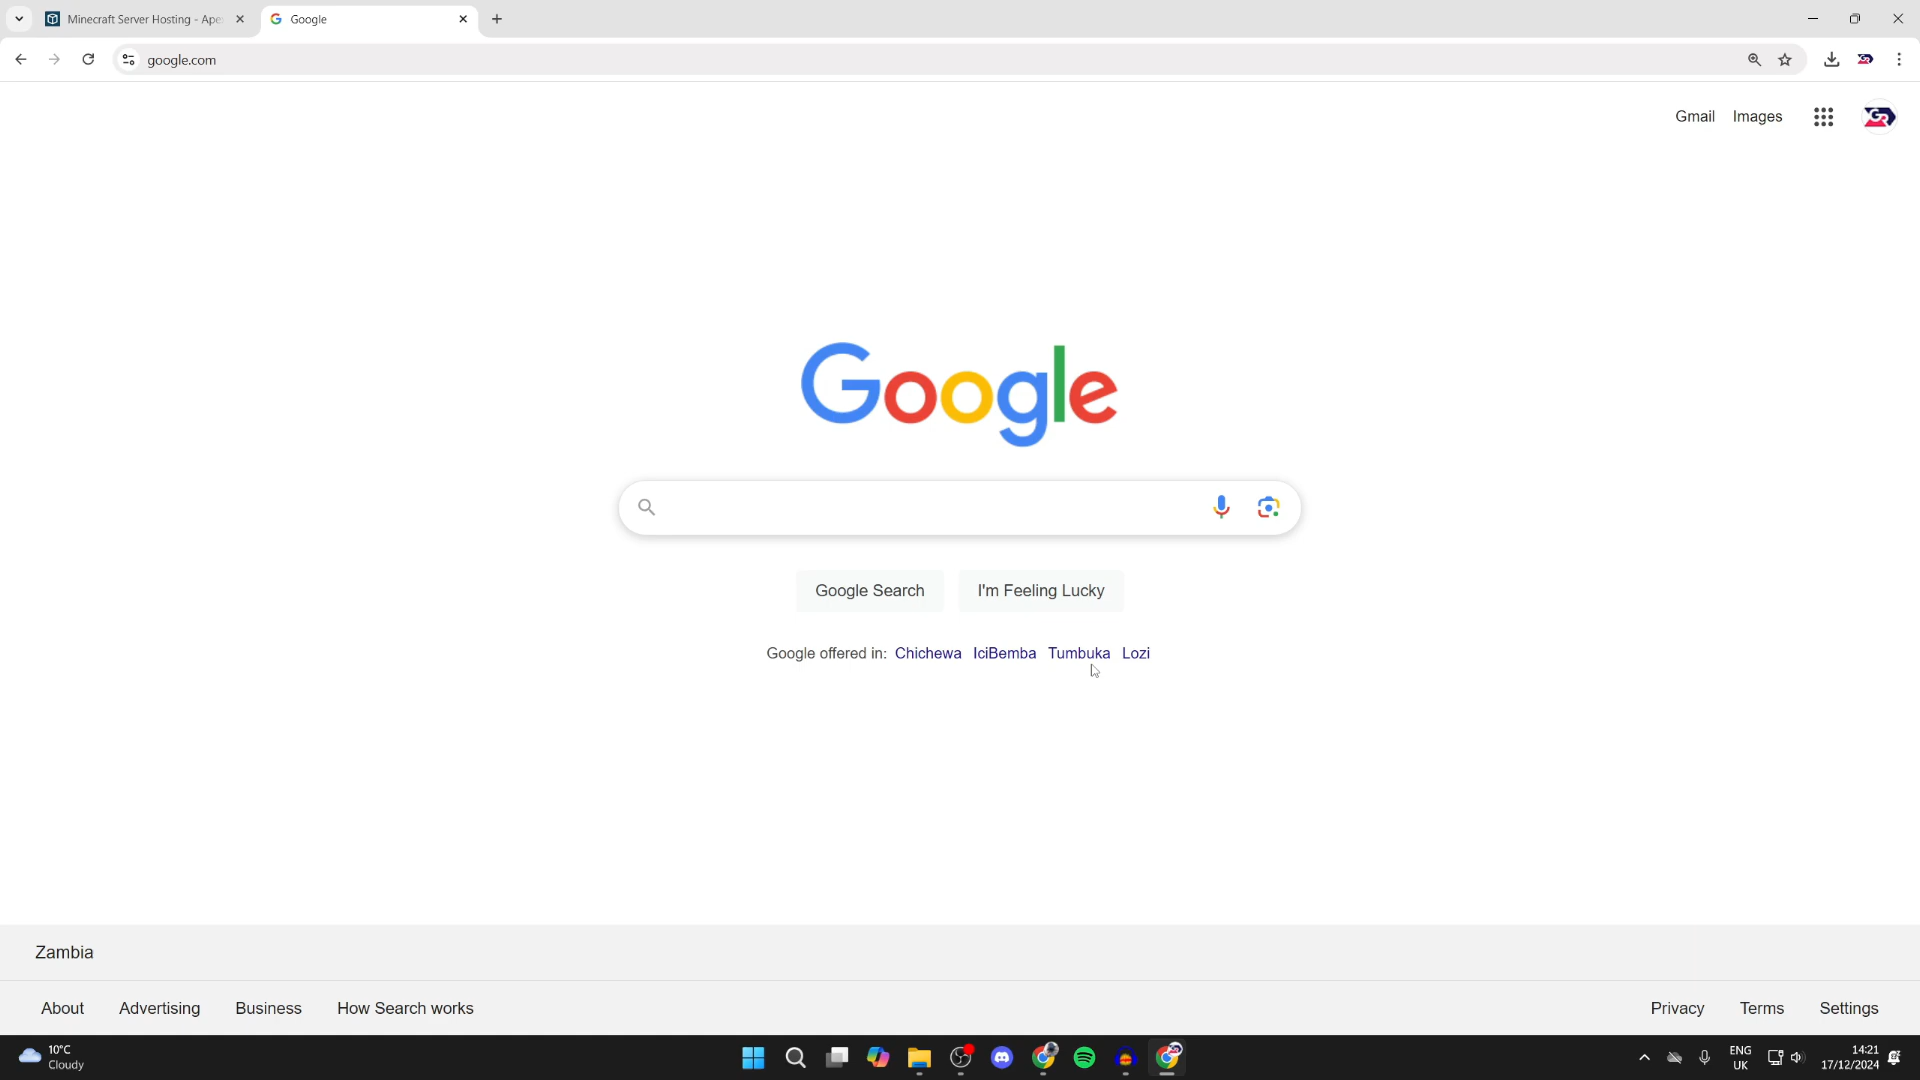 Minecraft Server Hosting - Ape
Google
google.com
Gmail Images
GR
Google
Google Search I'm Feeling Lucky
Google offered in: Chichewa IciBemba Tumbuka Lozi
Zambia
About Advertising Business How Search works Privacy Terms Settings
10°C
Cloudy
ENG
UK
14:21
17/12/2024